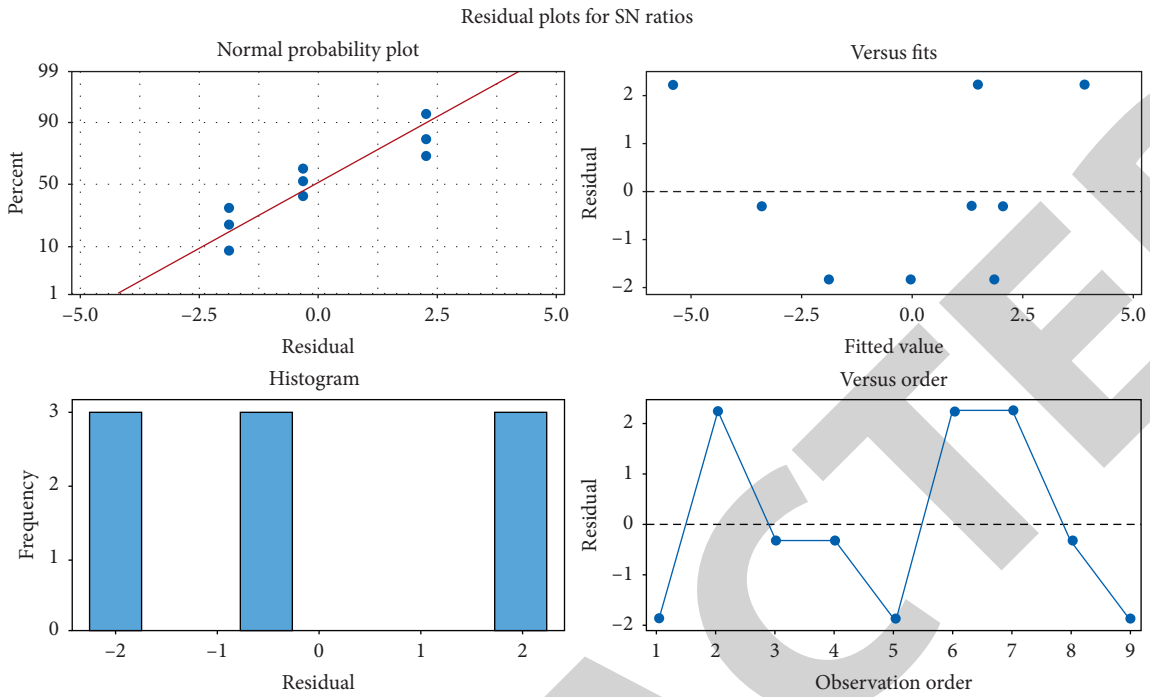 Residual plots for SN ratios
Normal probability plot
99
90
50
10
1
Percent
–5.0 –2.5 0.0 2.5 5.0
Residual
Versus fits
2
1
0
–1
–2
Residual
–5.0 –2.5 0.0 2.5 5.0
Fitted value
Histogram
3
2
1
0
Frequency
–2 –1 0 1 2
Residual
Versus order
2
1
0
–1
–2
Residual
1 2 3 4 5 6 7 8 9
Observation order